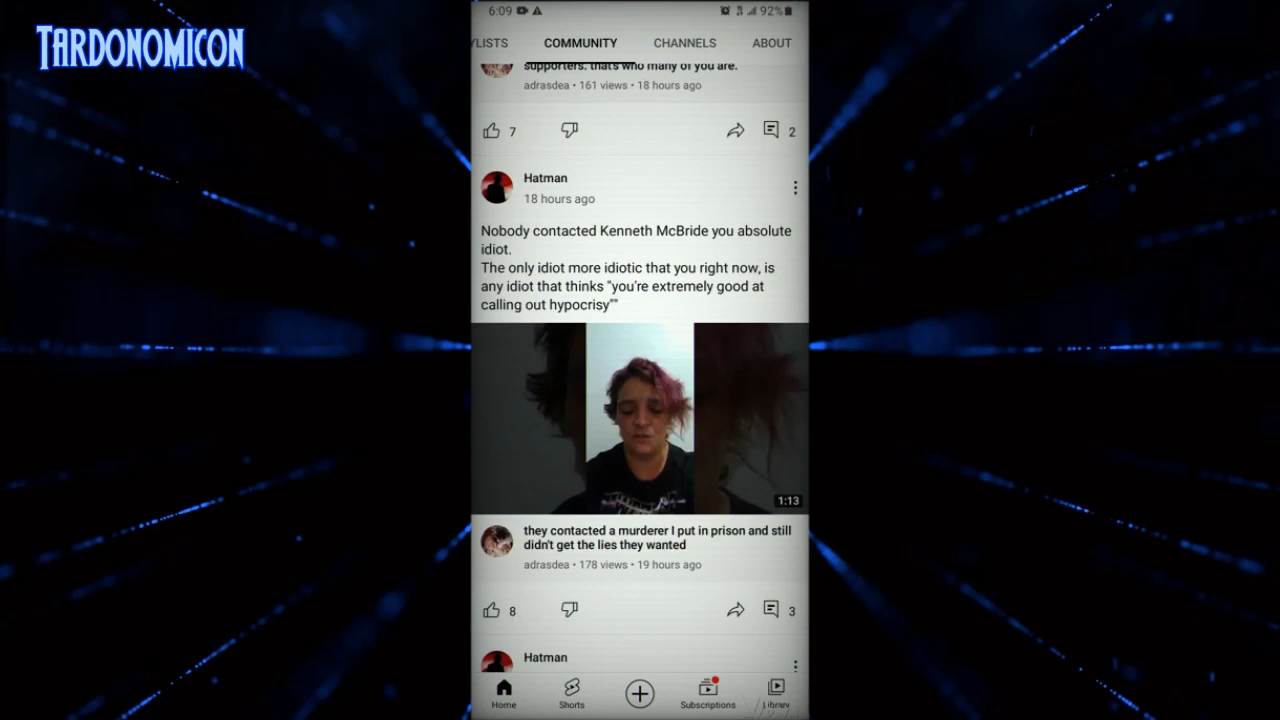 TARDONOMICON
6:09
92%
YLISTS COMMUNITY CHANNELS ABOUT
supporters. that's who many of you are.
adrasdea • 161 views • 18 hours ago
7
2
Hatman
18 hours ago
Nobody contacted Kenneth McBride you absolute
idiot.
The only idiot more idiotic that you right now, is
any idiot that thinks "you're extremely good at
calling out hypocrisy""
1:13
they contacted a murderer I put in prison and still
didn't get the lies they wanted
adrasdea • 178 views • 19 hours ago
8
3
Hatman
Home Shorts Subscriptions Library